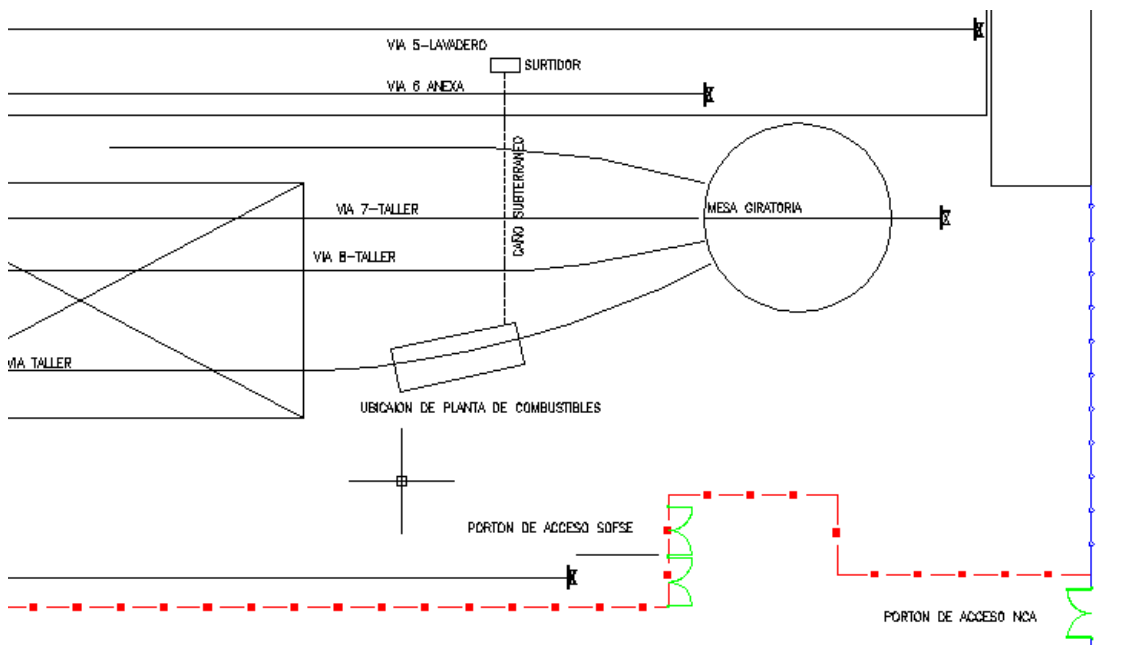 VIA 5-LAVADERO
SURTIDOR
VIA 6 ANEXA
CAÑO SUBTERRANEO
VIA 7-TALLER
MESA GIRATORIA
VIA 8-TALLER
VIA TALLER
UBICAION DE PLANTA DE COMBUSTIBLES
PORTON DE ACCESO SOFSE
PORTON DE ACCESO NCA